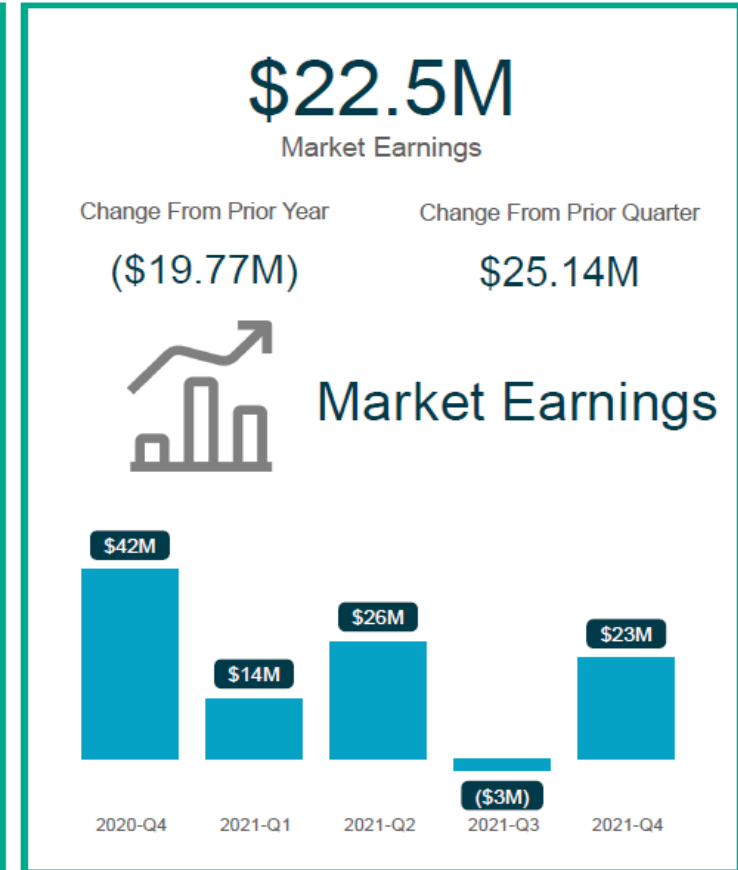 $22.5M
Market Earnings
Change From Prior Year
Change From Prior Quarter
($19.77M)
$25.14M
Market Earnings
$42M
$14M
$26M
($3M)
$23M
2020-Q4
2021-Q1
2021-Q2
2021-Q3
2021-Q4